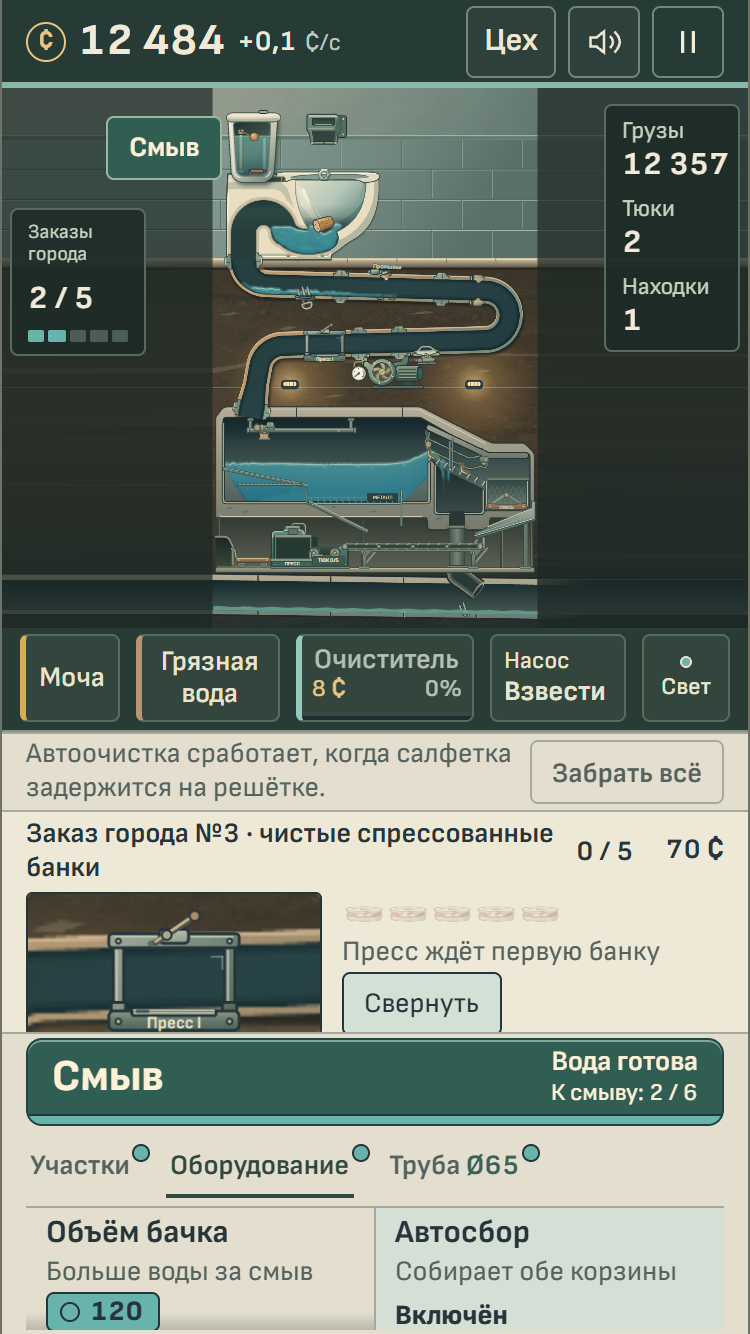 ₵ 12 484 +0,1 ₵/с
Цех
Смыв
Грузы
12 357
Тюки
2
Находки
1
Заказы
города
2 / 5
Промывка
Пресс I
МЕТАЛЛ
ПРЕСС
ТЮК 0/5
Моча
Грязная
вода
Очиститель
8 ₵ 0%
Насос
Взвести
Свет
Автоочистка сработает, когда салфетка
задержится на решётке.
Забрать всё
Заказ города №3 · чистые спрессованные
банки
0 / 5 70 ₵
Пресс ждёт первую банку
Свернуть
Пресс I
Смыв
Вода готова
К смыву: 2 / 6
Участки Оборудование Труба Ø65
Объём бачка
Больше воды за смыв
120
Автосбор
Собирает обе корзины
Включён